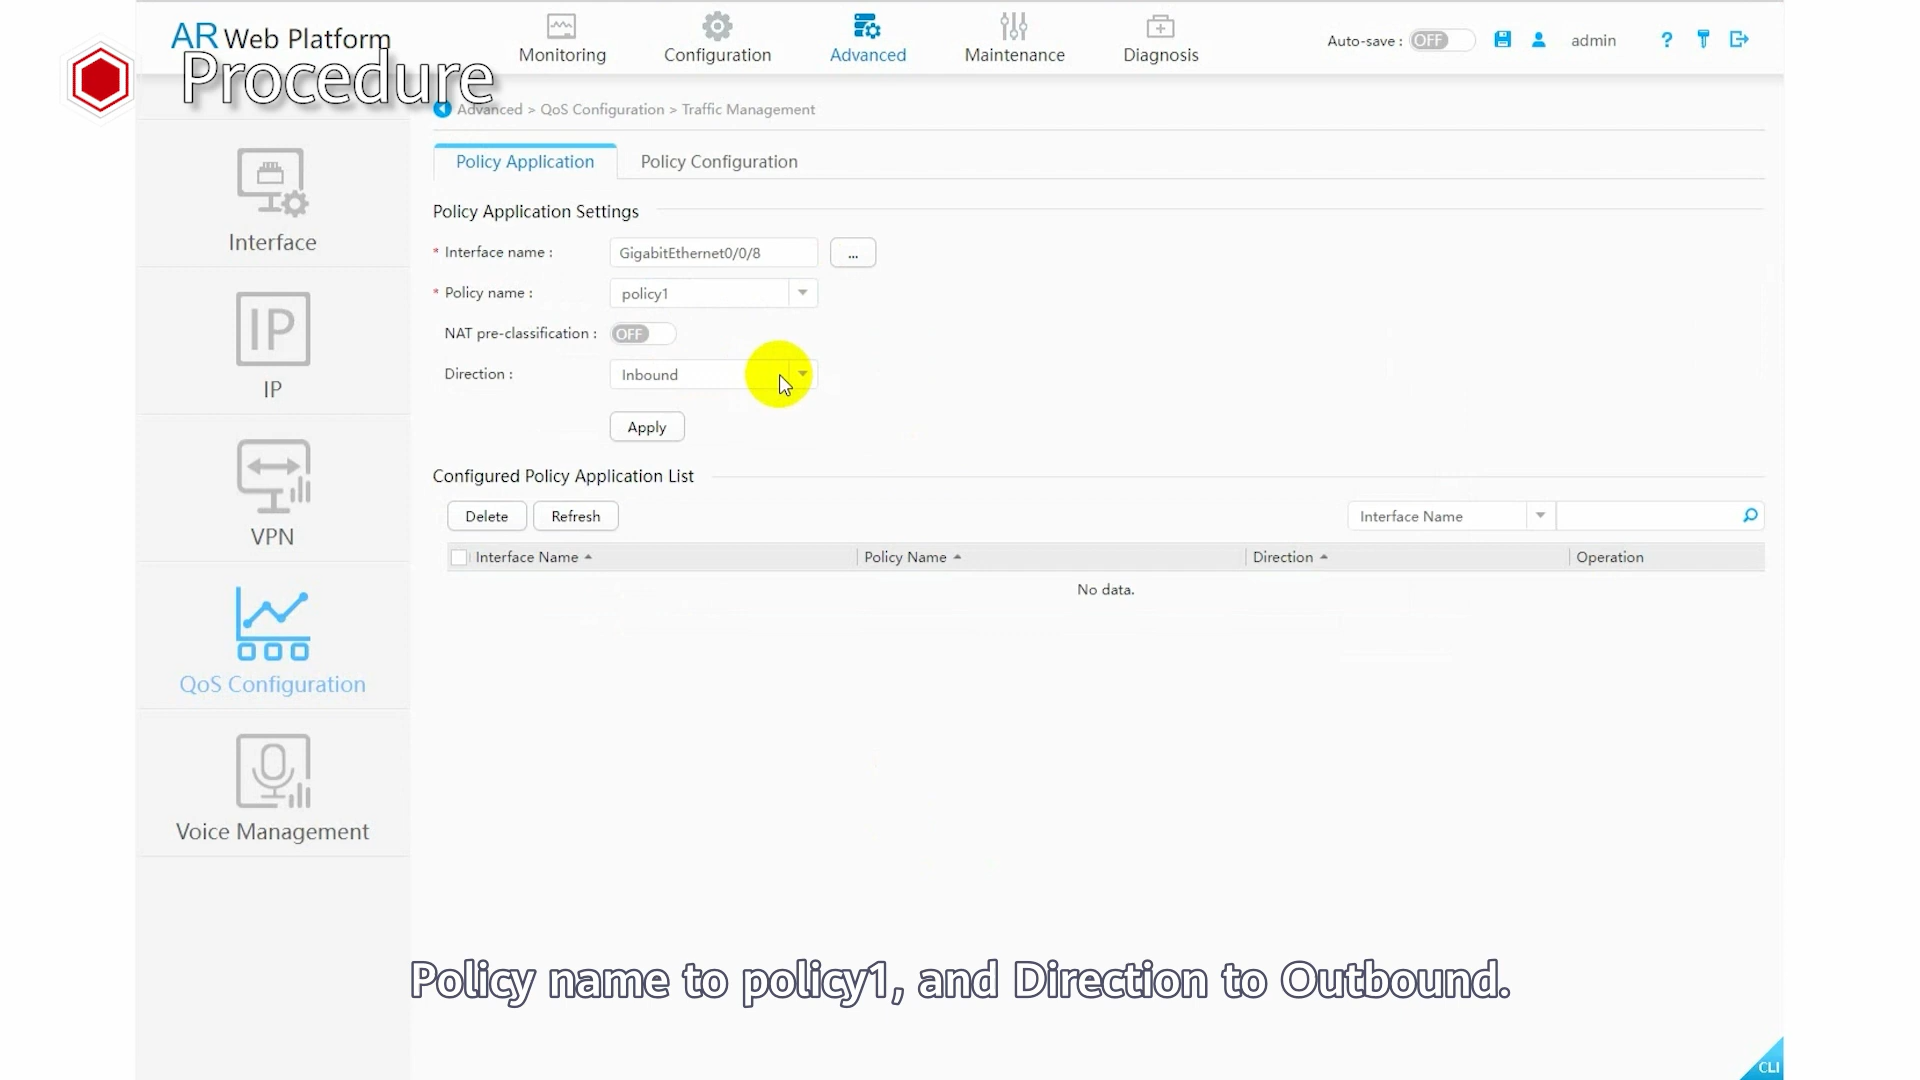 AR Web Platform
Procedure
Monitoring
Configuration
Advanced
Maintenance
Diagnosis
Auto-save :
OFF
admin
?
Advanced > QoS Configuration > Traffic Management
Policy Application
Policy Configuration
Interface
IP
IP
VPN
QoS Configuration
Voice Management
Policy Application Settings
* Interface name :
GigabitEthernet0/0/8
...
* Policy name :
policy1
NAT pre-classification :
OFF
Direction :
Inbound
Apply
Configured Policy Application List
Delete
Refresh
Interface Name
Interface Name
Policy Name
Direction
Operation
No data.
Policy name to policy1, and Direction to Outbound.
CLI